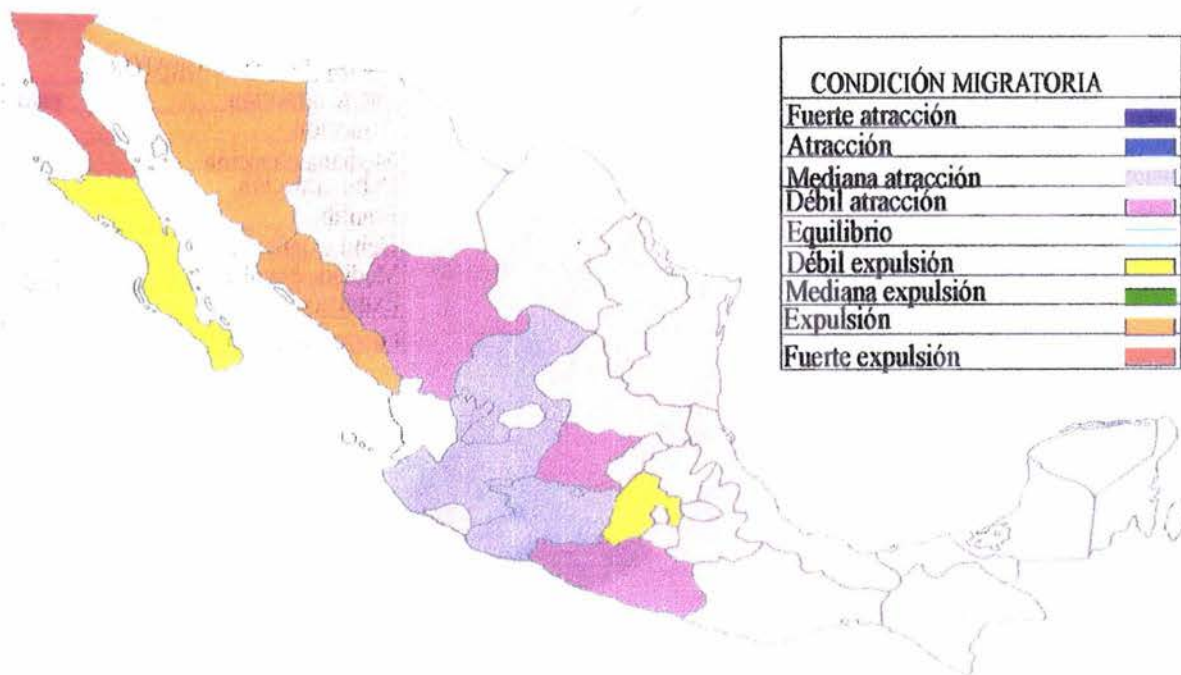 CONDICIÓN MIGRATORIA
Fuerte atracción
Atracción
Mediana atracción
Débil atracción
Equilibrio
Débil expulsión
Mediana expulsión
Expulsión
Fuerte expulsión